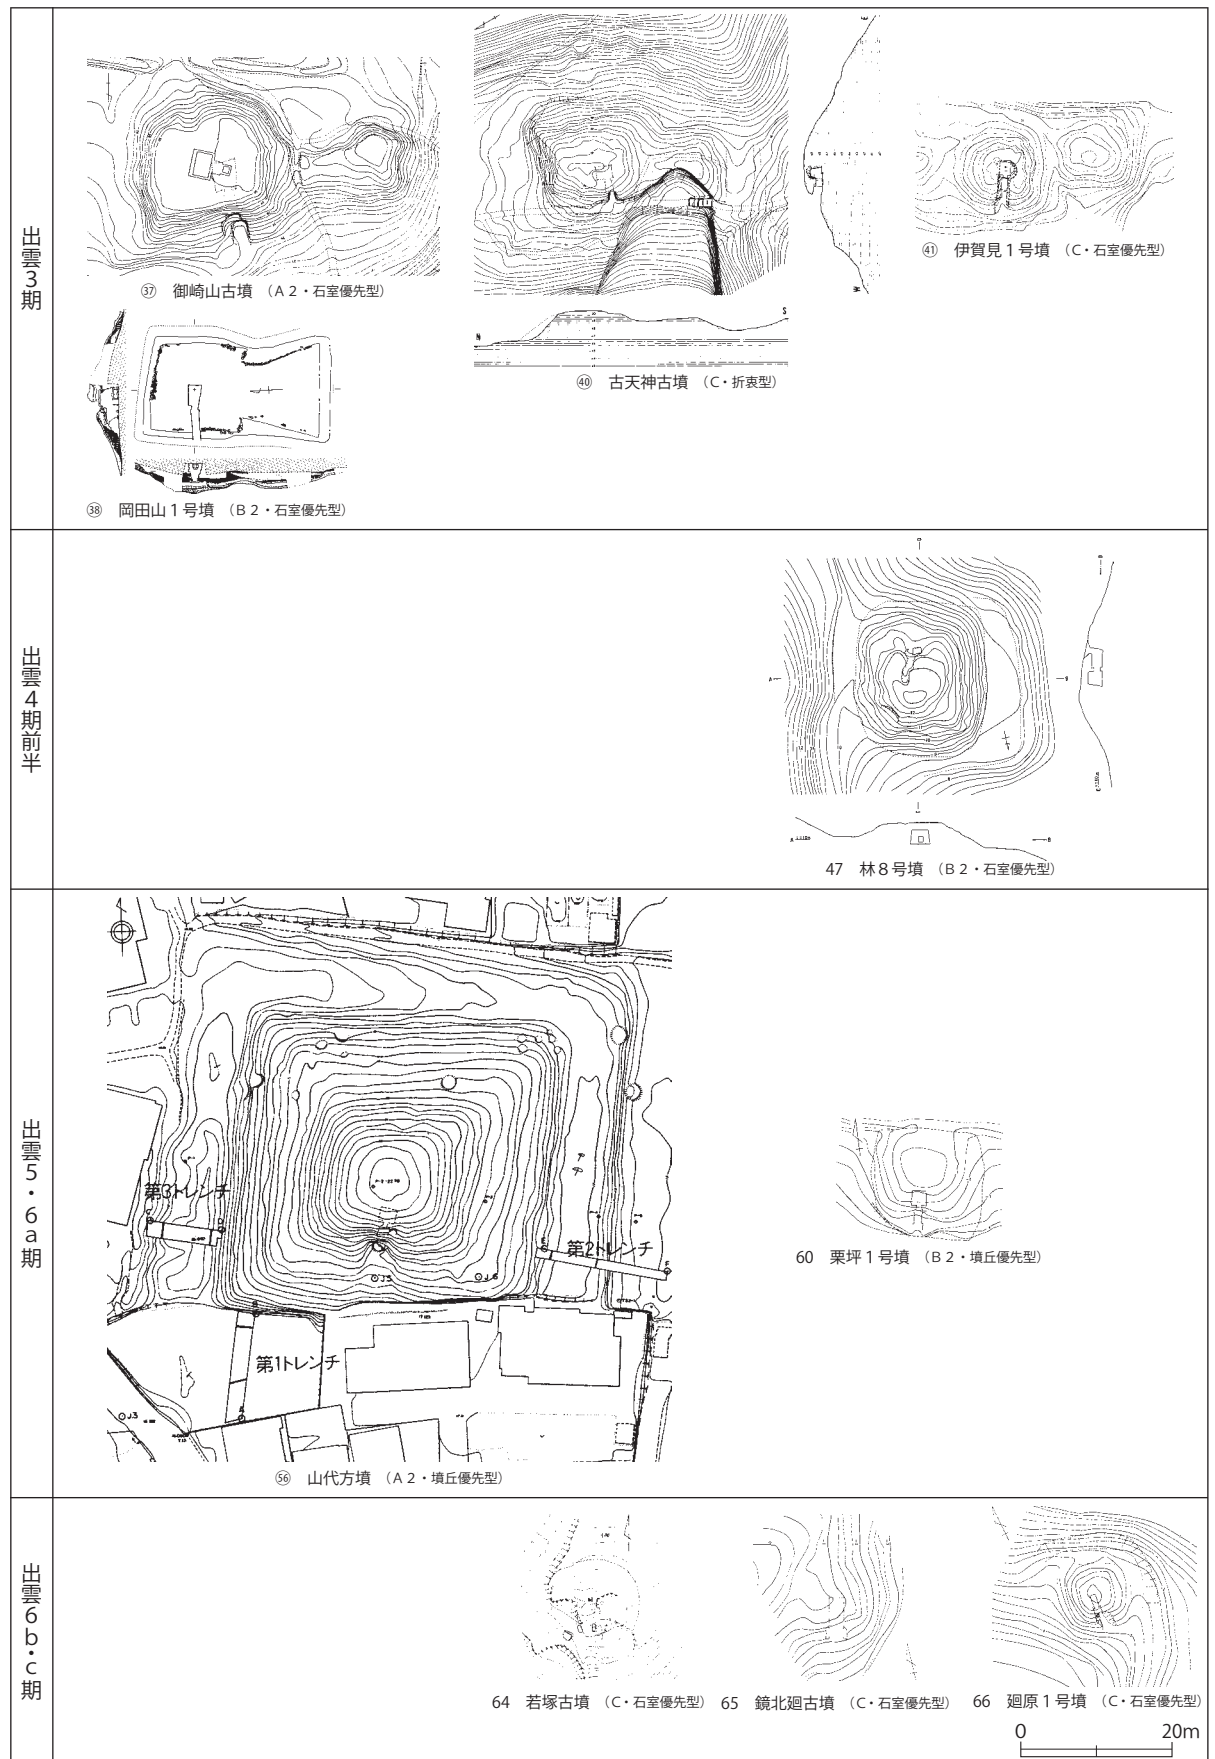 出雲３期
㊲　御崎山古墳　（Ａ２・石室優先型）
㊳　岡田山１号墳　（Ｂ２・石室優先型）
N
S
㊵　古天神古墳　（Ｃ・折衷型）
㊶　伊賀見１号墳　（Ｃ・石室優先型）
出雲４期前半
47　林８号墳　（Ｂ２・石室優先型）
出雲５・６a期
第3トレンチ
第2トレンチ
J.5
J.6
第1トレンチ
J.3
㊺　山代方墳　（Ａ２・墳丘優先型）
60　栗坪１号墳　（Ｂ２・墳丘優先型）
出雲６b・c期
64　若塚古墳　（Ｃ・石室優先型）
65　鏡北廻古墳　（Ｃ・石室優先型）
66　廻原１号墳　（Ｃ・石室優先型）
0
20m